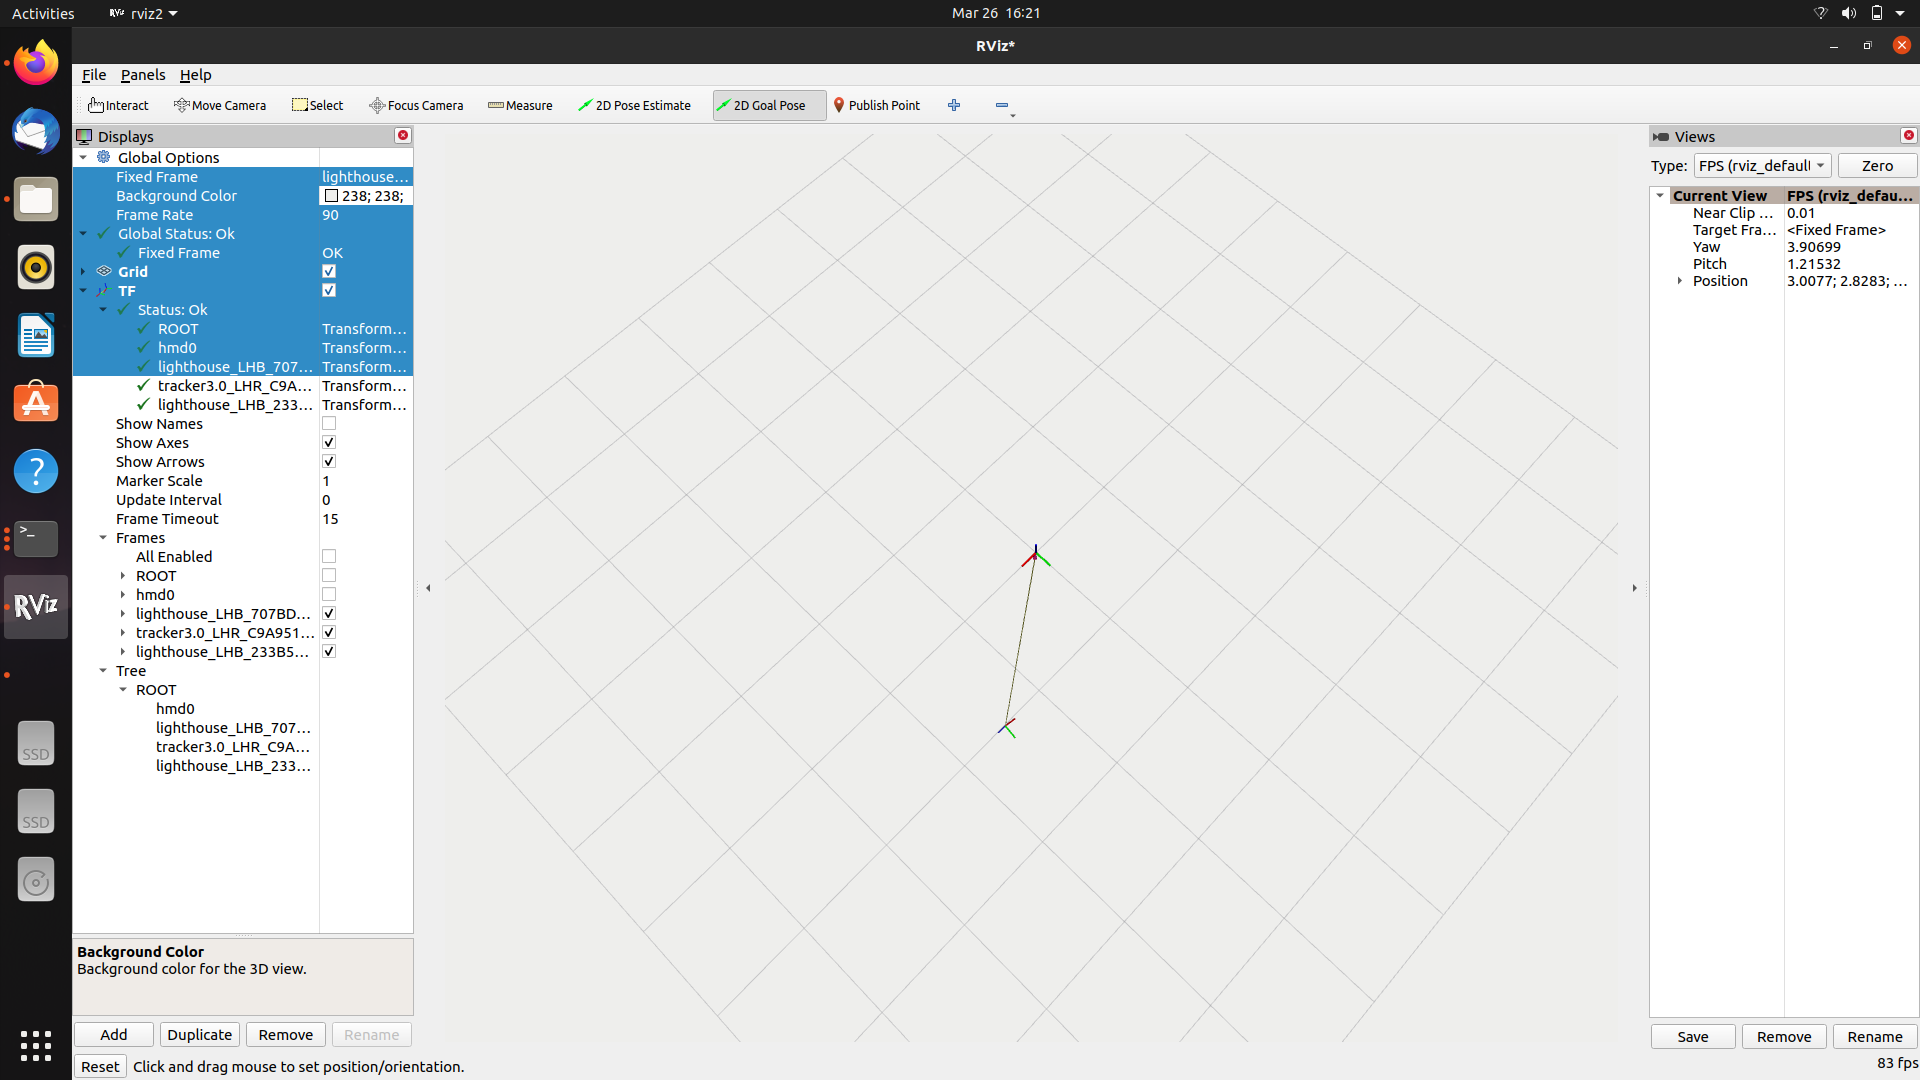 Activities
RViz rviz2
Mar 26 16:21
RViz*
File Panels Help
Interact Move Camera Select Focus Camera Measure 2D Pose Estimate 2D Goal Pose Publish Point
Displays
Global Options
Fixed Frame lighthouse...
Background Color 238; 238;
Frame Rate 90
Global Status: Ok
Fixed Frame OK
Grid
TF
Status: Ok
ROOT Transform...
hmd0 Transform...
lighthouse_LHB_707... Transform...
tracker3.0_LHR_C9A... Transform...
lighthouse_LHB_233... Transform...
Show Names
Show Axes
Show Arrows
Marker Scale 1
Update Interval 0
Frame Timeout 15
Frames
All Enabled
ROOT
hmd0
lighthouse_LHB_707BD...
tracker3.0_LHR_C9A951...
lighthouse_LHB_233B5...
Tree
ROOT
hmd0
lighthouse_LHB_707...
tracker3.0_LHR_C9A...
lighthouse_LHB_233...
Background Color
Background color for the 3D view.
Add Duplicate Remove Rename
Reset Click and drag mouse to set position/orientation.
Views
Type: FPS (rviz_default Zero
Current View FPS (rviz_defau...
Near Clip ... 0.01
Target Fra... <Fixed Frame>
Yaw 3.90699
Pitch 1.21532
Position 3.0077; 2.8283; ...
Save Remove Rename
83 fps
RViz
SSD
SSD